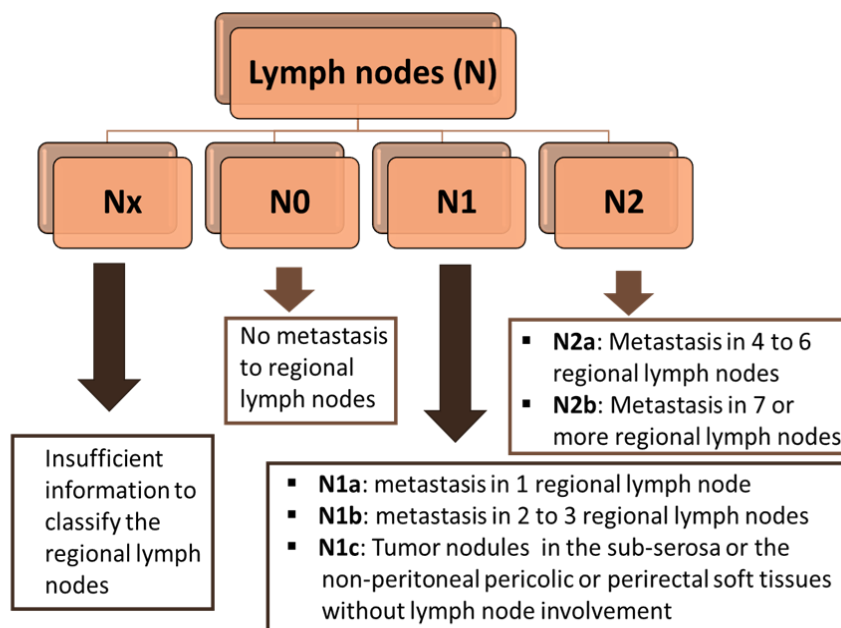 Lymph nodes (N)
Nx
N0
N1
N2
No metastasis
to regional
lymph nodes
▪ N2a: Metastasis in 4 to 6
regional lymph nodes
▪ N2b: Metastasis in 7 or
more regional lymph nodes
Insufficient
information to
classify the
regional lymph
nodes
▪ N1a: metastasis in 1 regional lymph node
▪ N1b: metastasis in 2 to 3 regional lymph nodes
▪ N1c: Tumor nodules in the sub-serosa or the
non-peritoneal pericolic or perirectal soft tissues
without lymph node involvement